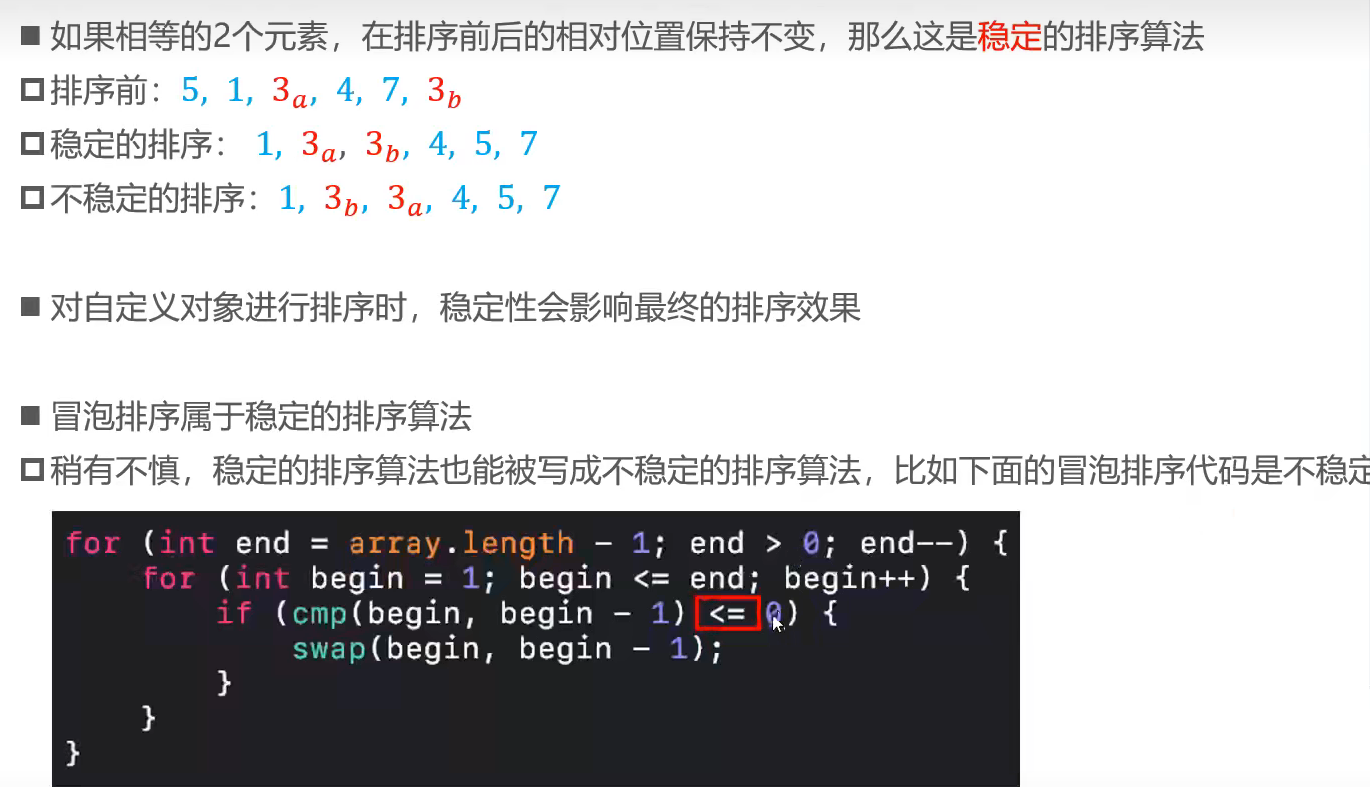 ■ 如果相等的2个元素，在排序前后的相对位置保持不变，那么这是稳定的排序算法
□ 排序前：5, 1, 3a, 4, 7, 3b
□ 稳定的排序： 1, 3a, 3b, 4, 5, 7
□ 不稳定的排序：1, 3b, 3a, 4, 5, 7
■ 对自定义对象进行排序时，稳定性会影响最终的排序效果
■ 冒泡排序属于稳定的排序算法
□ 稍有不慎，稳定的排序算法也能被写成不稳定的排序算法，比如下面的冒泡排序代码是不稳定
for (int end = array.length - 1; end > 0; end--) {
    for (int begin = 1; begin <= end; begin++) {
        if (cmp(begin, begin - 1) <= 0) {
            swap(begin, begin - 1);
        }
    }
}